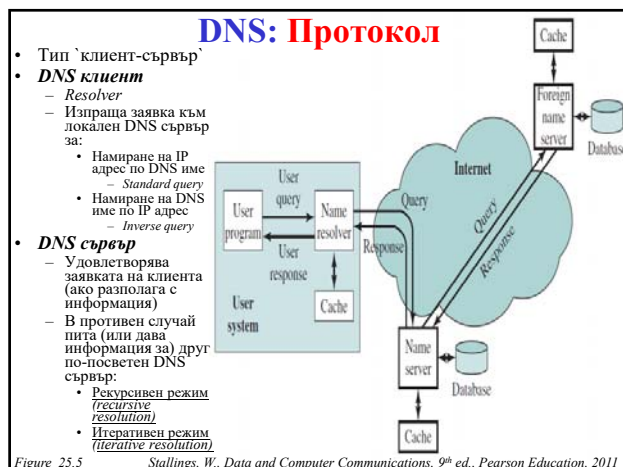 DNS: Протокол
• Тип `клиент-сървър`
• DNS клиент
– Resolver
– Изпраща заявка към
локален DNS сървър
за:
• Намиране на IP
адрес по DNS име
– Standard query
• Намиране на DNS
име по IP адрес
– Inverse query
• DNS сървър
– Удовлетворява
заявката на клиента
(ако разполага с
информация)
– В противен случай
пита (или дава
информация за) друг
по-посветен DNS
сървър:
• Рекурсивен режим
(recursive
resolution)
• Итеративен режим
(iterative resolution)
Cache
Foreign
name
server
Database
Internet
Query
Response
User
query
User
program
Name
resolver
User
response
Cache
User
system
Query
Response
Name
server
Database
Cache
Figure 25.5 Stallings, W., Data and Computer Communications, 9th ed., Pearson Education, 2011